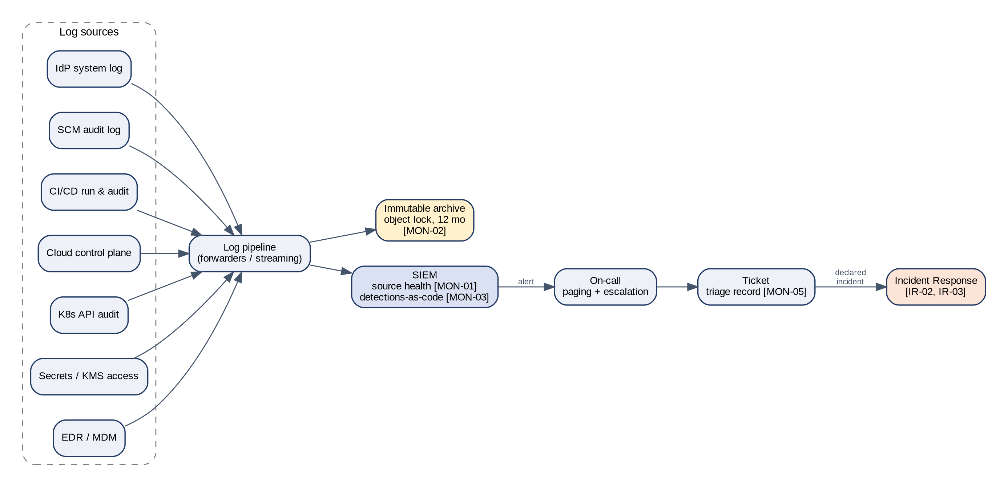 Log sources
IdP system log
SCM audit log
CI/CD run & audit
Cloud control plane
K8s API audit
Secrets / KMS access
EDR / MDM
Log pipeline
(forwarders / streaming)
Immutable archive
object lock, 12 mo
[MON-02]
SIEM
source health [MON-01]
detections-as-code [MON-03]
alert
On-call
paging + escalation
Ticket
triage record [MON-05]
declared
incident
Incident Response
[IR-02, IR-03]